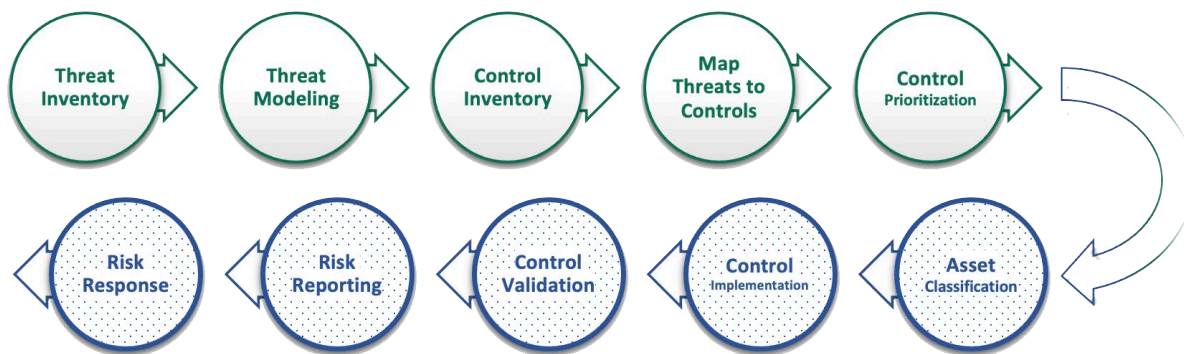 Threat
Inventory
Threat
Modeling
Control
Inventory
Map
Threats to
Controls
Control
Prioritization
Asset
Classification
Control
Implementation
Control
Validation
Risk
Reporting
Risk
Response